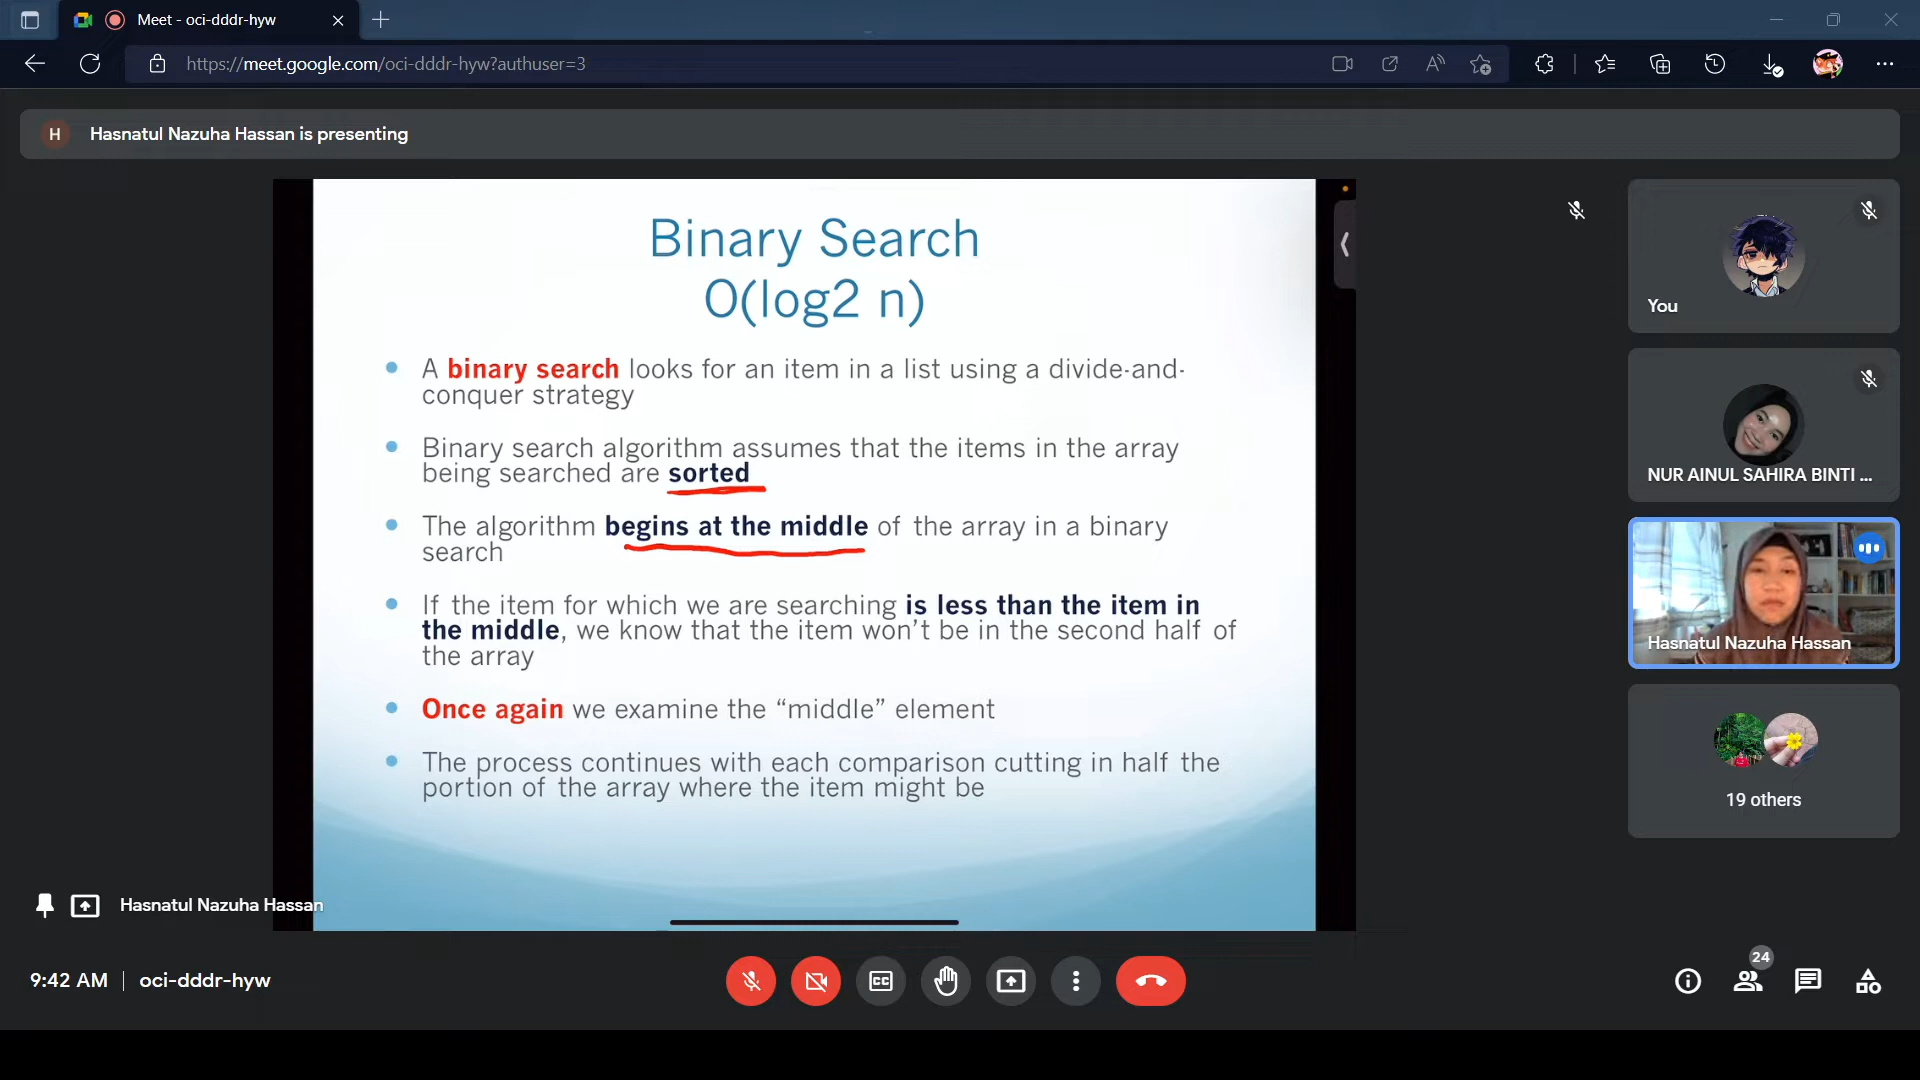 Meet - oci-dddr-hyw
https://meet.google.com/oci-dddr-hyw?authuser=3
H
Hasnatul Nazuha Hassan is presenting
Binary Search
O(log2 n)
A binary search looks for an item in a list using a divide-and-
conquer strategy
Binary search algorithm assumes that the items in the array
being searched are sorted
The algorithm begins at the middle of the array in a binary
search
If the item for which we are searching is less than the item in
the middle, we know that the item won’t be in the second half of
the array
Once again we examine the “middle” element
The process continues with each comparison cutting in half the
portion of the array where the item might be
You
NUR AINUL SAHIRA BINTI ...
Hasnatul Nazuha Hassan
19 others
Hasnatul Nazuha Hassan
9:42 AM
oci-dddr-hyw
CC
24